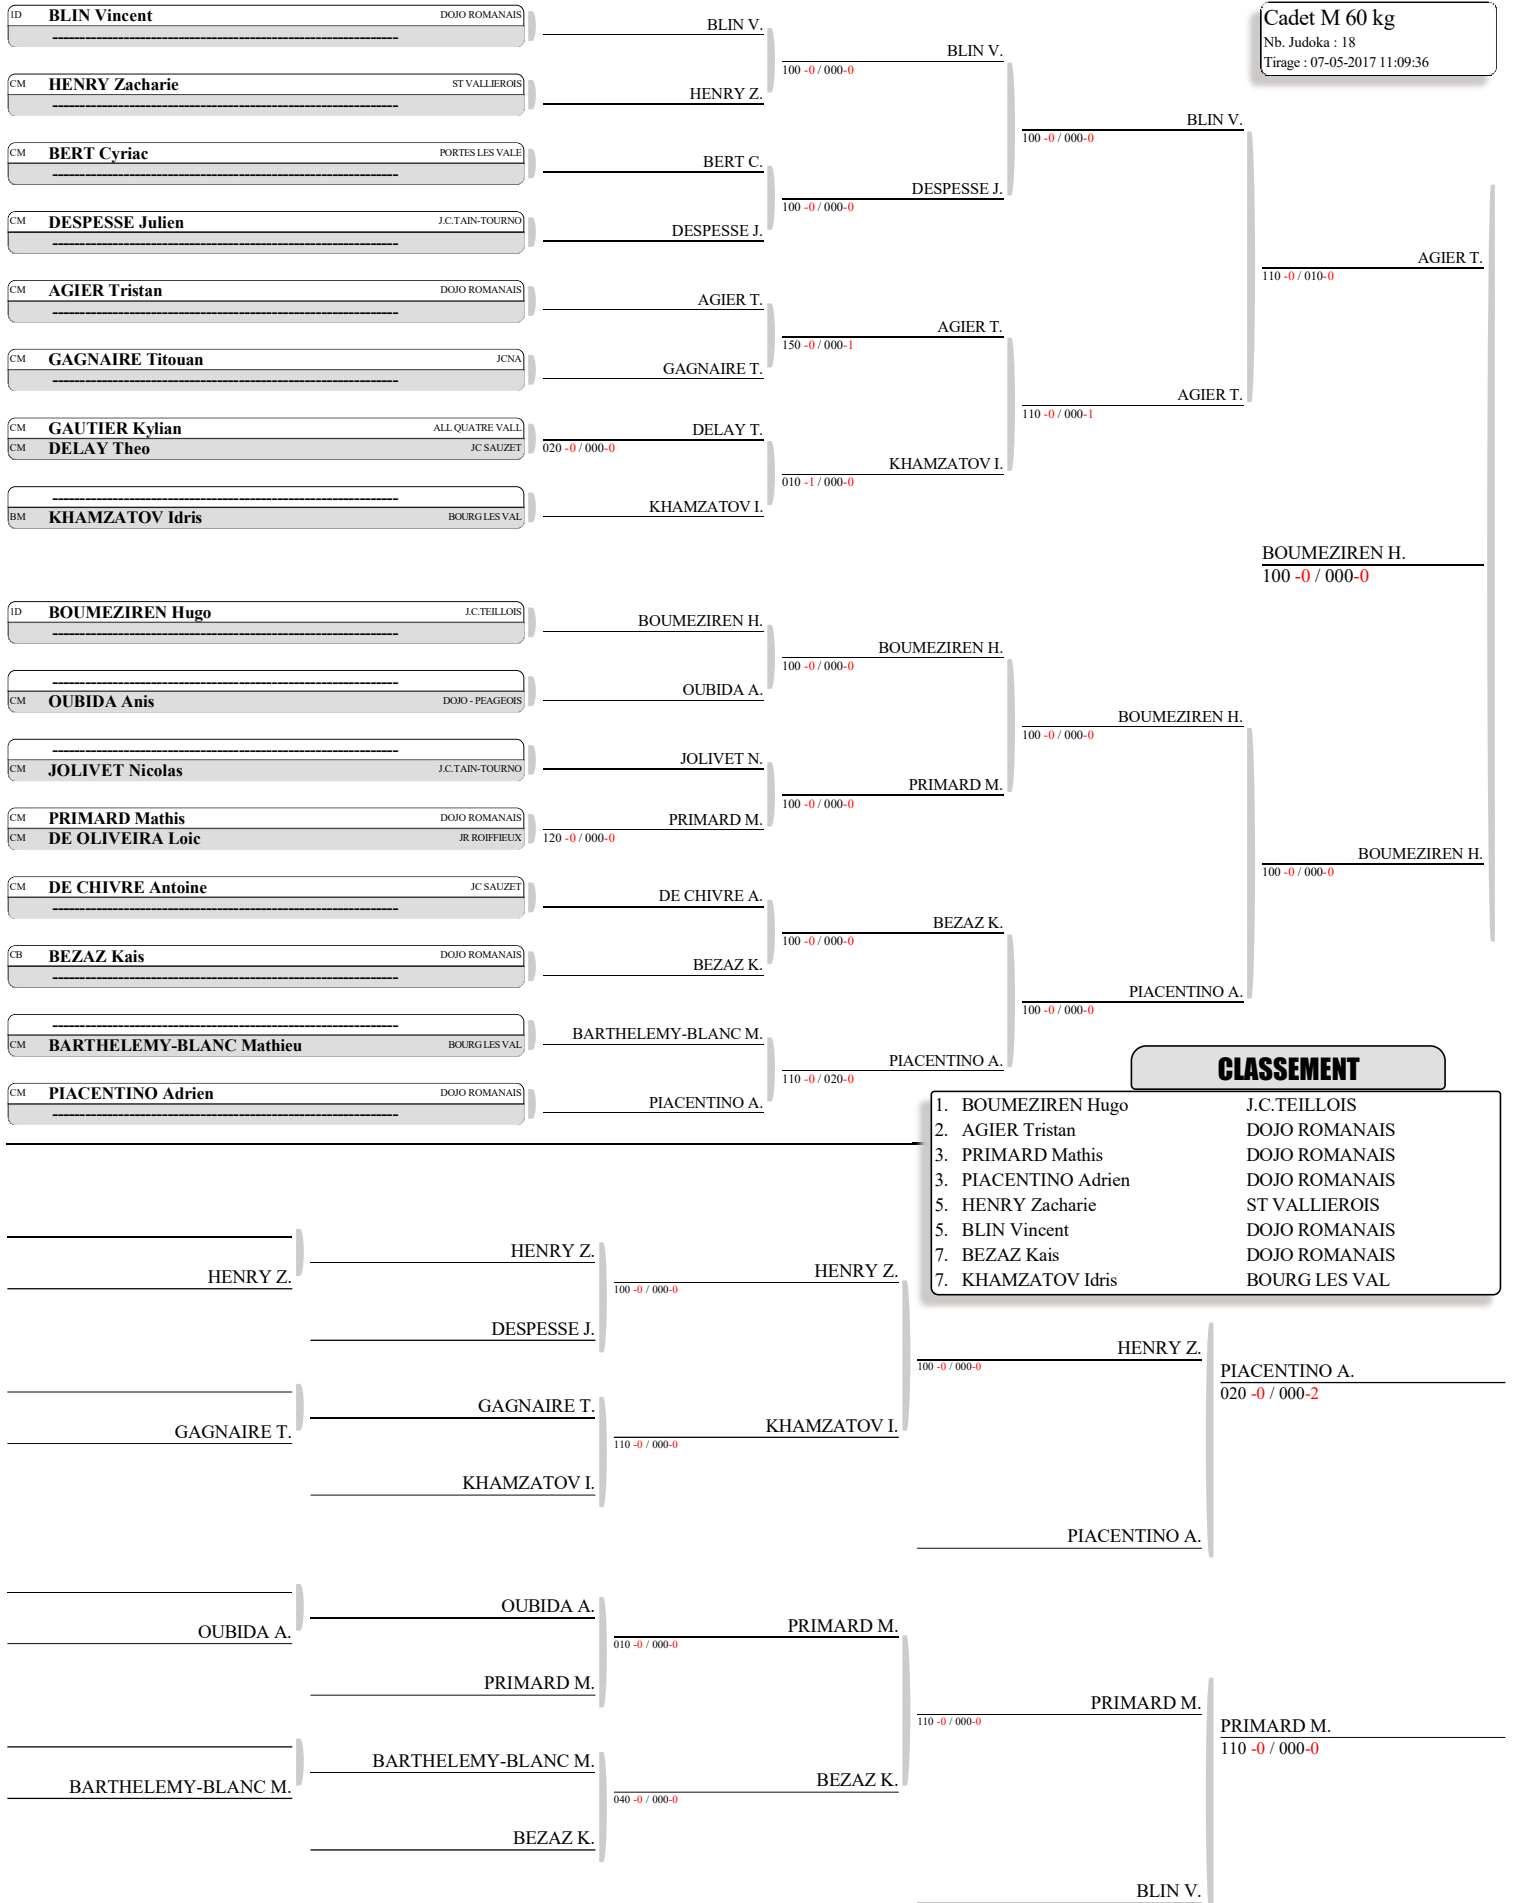 Cadet M 60 kg
Nb. Judoka : 18
Tirage : 07-05-2017 11:09:36
1D BLIN Vincent DOJO ROMANAIS
CM HENRY Zacharie ST VALLIEROIS
CM BERT Cyriac PORTES LES VALE
CM DESPESSE Julien J.C.TAIN-TOURNO
CM AGIER Tristan DOJO ROMANAIS
CM GAGNAIRE Titouan JCNA
CM GAUTIER Kylian ALL QUATRE VALL
CM DELAY Theo JC SAUZET
BM KHAMZATOV Idris BOURG LES VAL
1D BOUMEZIREN Hugo J.C.TEILLOIS
CM OUBIDA Anis DOJO - PEAGEOIS
CM JOLIVET Nicolas J.C.TAIN-TOURNO
CM PRIMARD Mathis DOJO ROMANAIS
CM DE OLIVEIRA Loic JR ROIFFIEUX
CM DE CHIVRE Antoine JC SAUZET
CB BEZAZ Kais DOJO ROMANAIS
CM BARTHELEMY-BLANC Mathieu BOURG LES VAL
CM PIACENTINO Adrien DOJO ROMANAIS
BLIN V.
HENRY Z.
BERT C.
DESPESSE J.
AGIER T.
GAGNAIRE T.
DELAY T.
020 -0 / 000-0
KHAMZATOV I.
BOUMEZIREN H.
OUBIDA A.
JOLIVET N.
PRIMARD M.
120 -0 / 000-0
DE CHIVRE A.
BEZAZ K.
BARTHELEMY-BLANC M.
PIACENTINO A.
BLIN V.
100 -0 / 000-0
DESPESSE J.
100 -0 / 000-0
AGIER T.
150 -0 / 000-1
KHAMZATOV I.
010 -1 / 000-0
BOUMEZIREN H.
100 -0 / 000-0
PRIMARD M.
100 -0 / 000-0
BEZAZ K.
100 -0 / 000-0
PIACENTINO A.
110 -0 / 020-0
BLIN V.
100 -0 / 000-0
AGIER T.
110 -0 / 000-1
BOUMEZIREN H.
100 -0 / 000-0
PIACENTINO A.
100 -0 / 000-0
AGIER T.
110 -0 / 010-0
BOUMEZIREN H.
100 -0 / 000-0
BOUMEZIREN H.
100 -0 / 000-0
CLASSEMENT
1. BOUMEZIREN Hugo J.C.TEILLOIS
2. AGIER Tristan DOJO ROMANAIS
3. PRIMARD Mathis DOJO ROMANAIS
3. PIACENTINO Adrien DOJO ROMANAIS
5. HENRY Zacharie ST VALLIEROIS
5. BLIN Vincent DOJO ROMANAIS
7. BEZAZ Kais DOJO ROMANAIS
7. KHAMZATOV Idris BOURG LES VAL
HENRY Z.
GAGNAIRE T.
OUBIDA A.
BARTHELEMY-BLANC M.
HENRY Z.
DESPESSE J.
GAGNAIRE T.
KHAMZATOV I.
OUBIDA A.
PRIMARD M.
BARTHELEMY-BLANC M.
BEZAZ K.
HENRY Z.
100 -0 / 000-0
KHAMZATOV I.
110 -0 / 000-0
PRIMARD M.
010 -0 / 000-0
BEZAZ K.
040 -0 / 000-0
HENRY Z.
100 -0 / 000-0
PIACENTINO A.
PRIMARD M.
110 -0 / 000-0
BLIN V.
PIACENTINO A.
020 -0 / 000-2
PRIMARD M.
110 -0 / 000-0